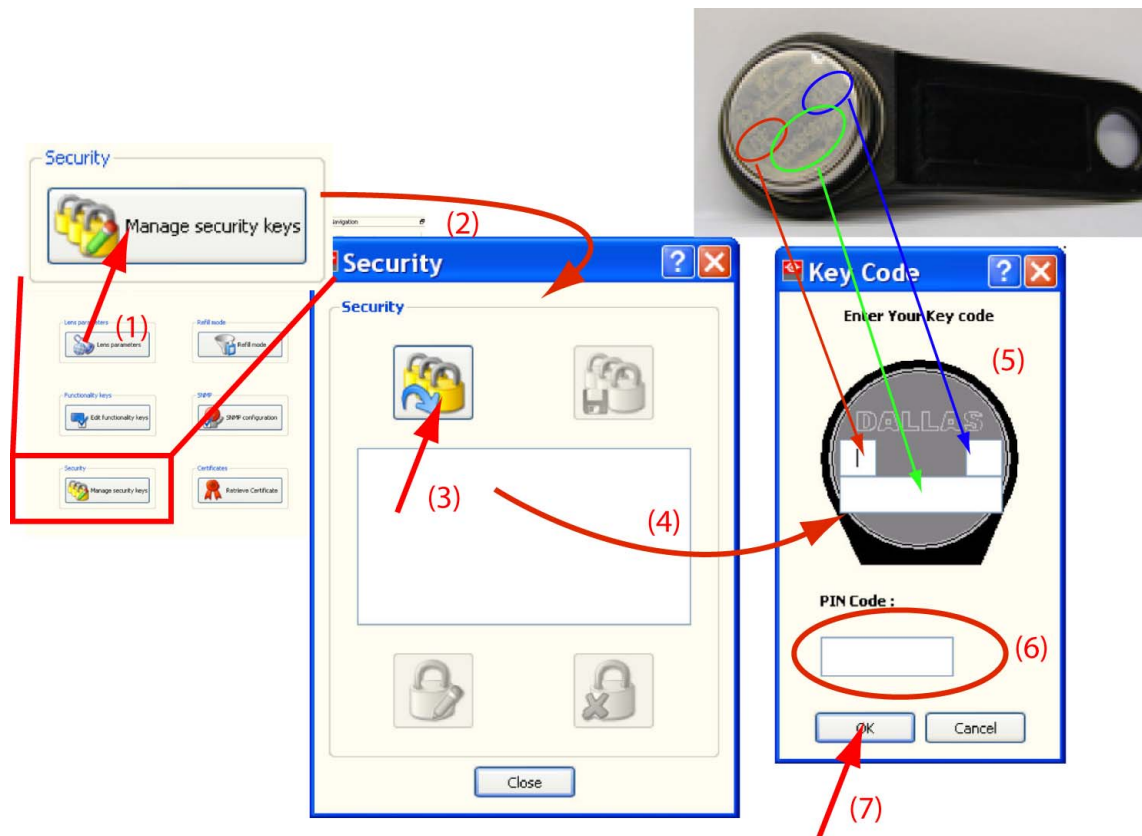 Security
Manage security keys
(1)
Lens parameters
Lens parameters
Refill mode
Refill mode
Functionality keys
Edit functionality keys
SNMP
SNMP configuration
Security
Manage security keys
Certificates
Retrieve Certificate
(2)
Security
Security
(3)
(4)
Close
Key Code
Enter Your Key code
(5)
DALLAS
PIN Code :
(6)
OK
Cancel
(7)